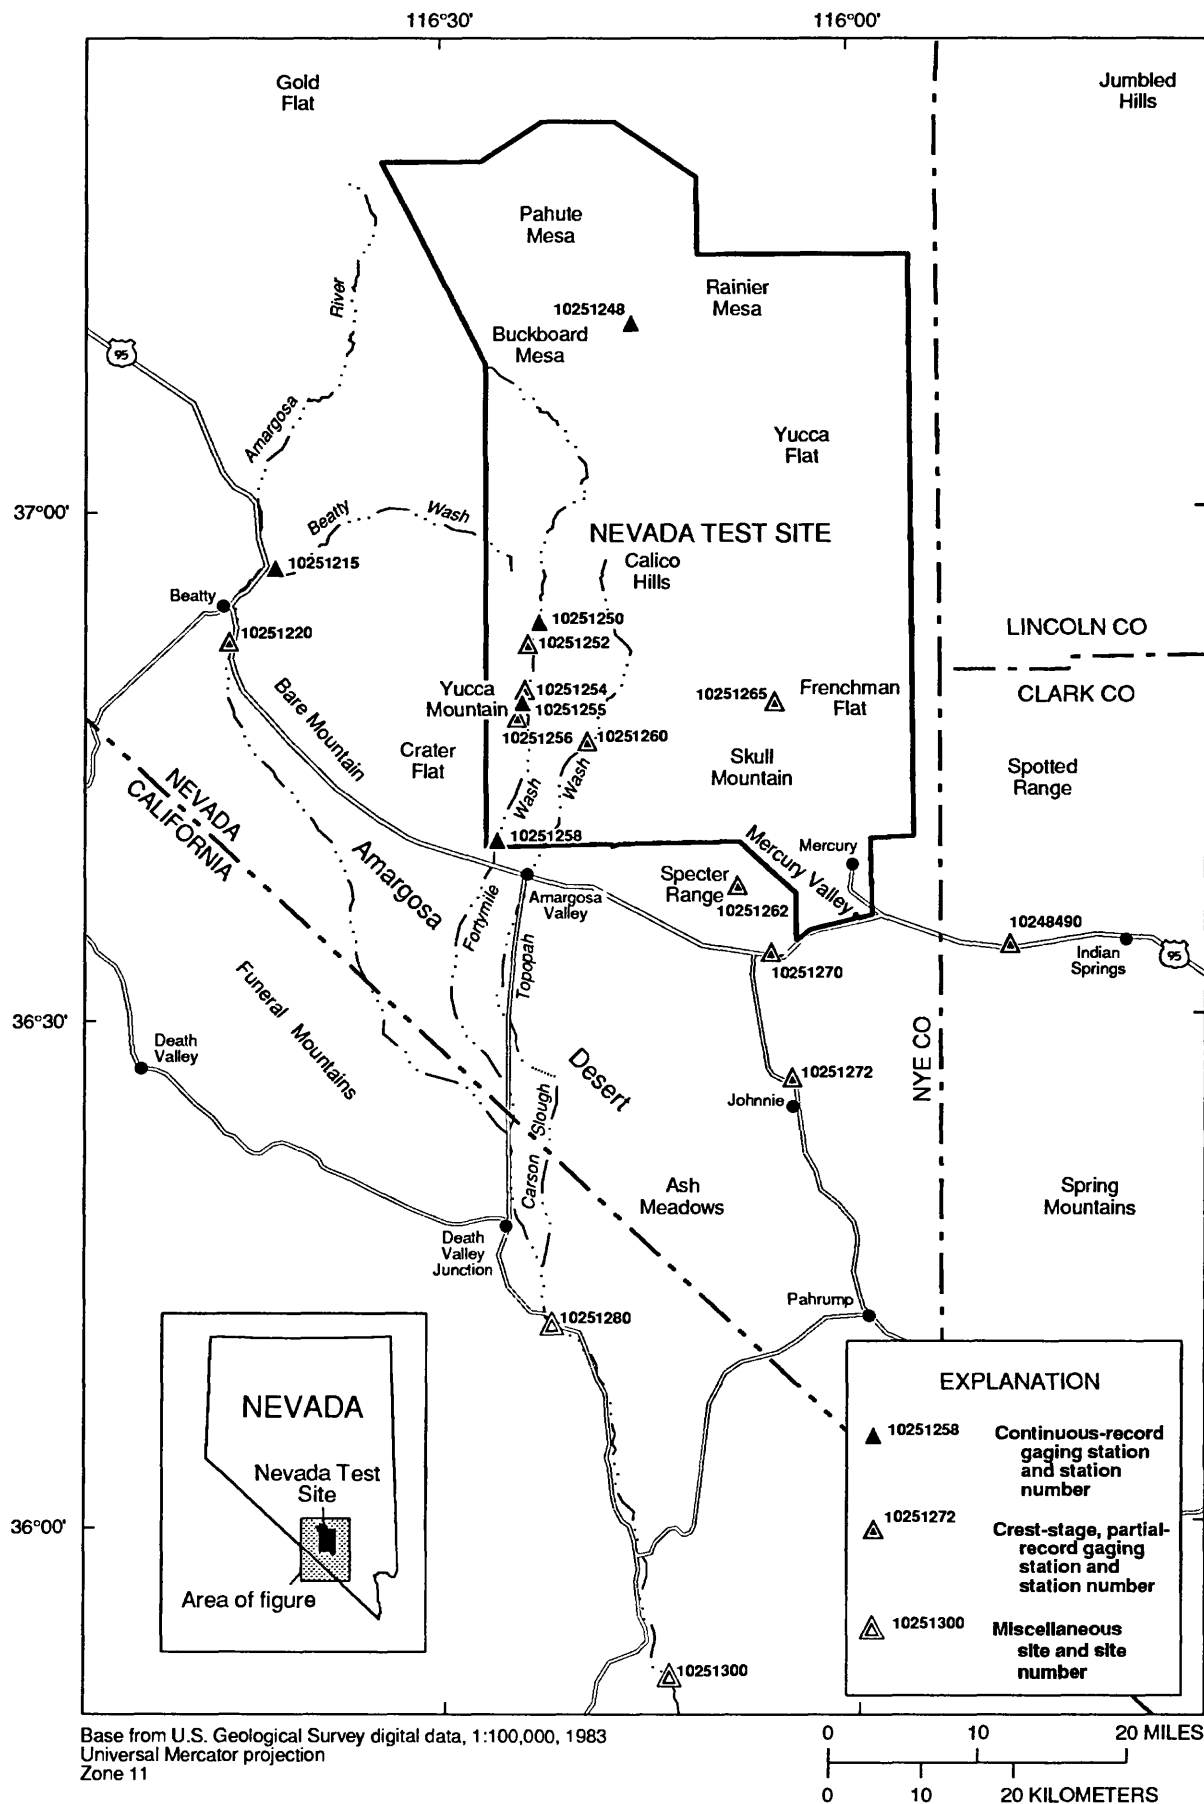 116°30'
116°00'
Gold
Flat
Jumbled
Hills
Pahute
Mesa
River
Rainier
Mesa
10251248
Buckboard
Mesa
95
Amargosa
Yucca
Flat
37°00'
Beatty
Wash
NEVADA TEST SITE
Calico
Hills
10251215
Beatty
10251220
10251250
10251252
LINCOLN CO
CLARK CO
Yucca
Mountain
10251254
10251255
10251256
10251260
10251265
Frenchman
Flat
Bare Mountain
Crater
Flat
Skull
Mountain
Spotted
Range
NEVADA
CALIFORNIA
Wash
Wash
10251258
Mercury Valley
Mercury
Amargosa
Specter
Range
10251262
Amargosa
Valley
Fortymile
Topopah
10248490
Indian
Springs
95
10251270
Funeral Mountains
36°30'
Death
Valley
Desert
NYE CO
10251272
Johnnie
Carson Slough
Ash
Meadows
Spring
Mountains
Death
Valley
Junction
Pahrump
10251280
NEVADA
Nevada Test
Site
Area of figure
36°00'
EXPLANATION
10251258
Continuous-record
gaging station
and station
number
10251272
Crest-stage, partial-
record gaging
station and
station number
10251300
Miscellaneous
site and site
number
10251300
Base from U.S. Geological Survey digital data, 1:100,000, 1983
Universal Mercator projection
Zone 11
0 10 20 MILES
0 10 20 KILOMETERS